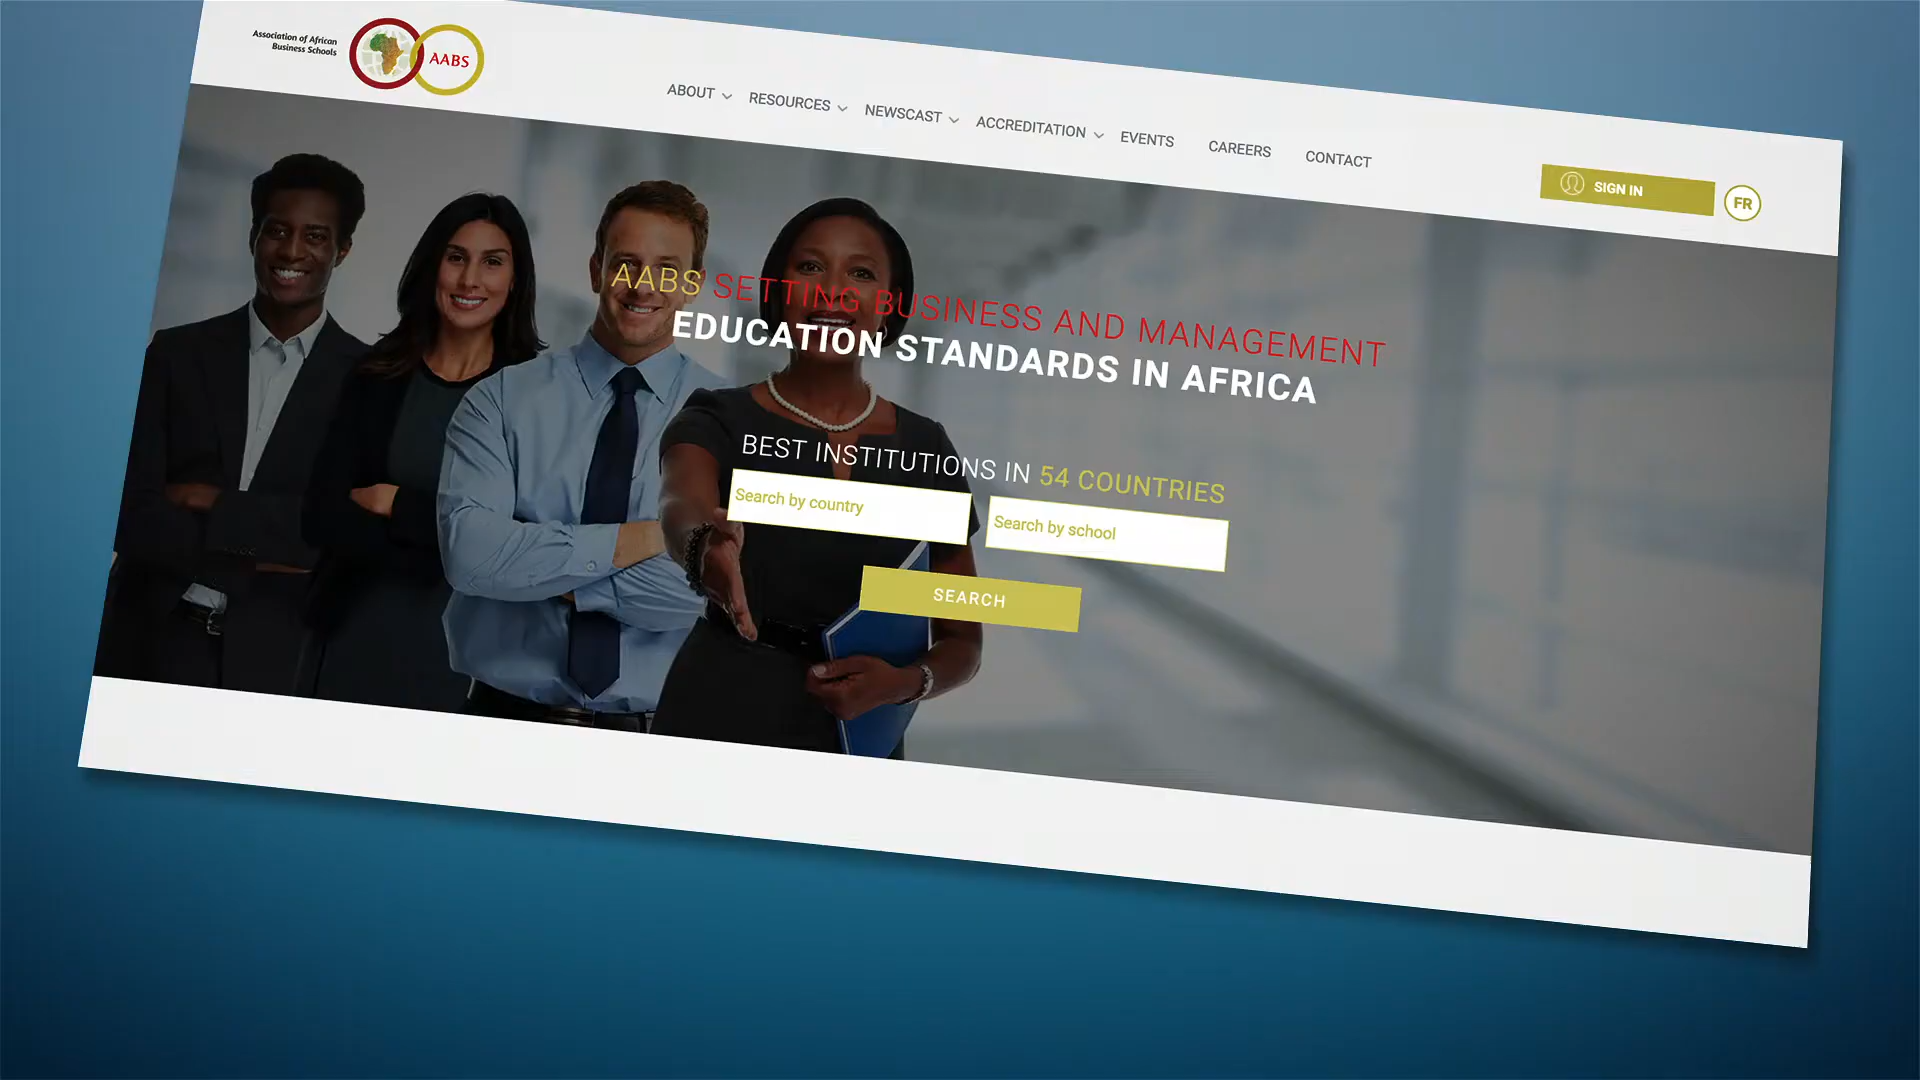 Association of African
Business Schools
AABS
ABOUT
RESOURCES
NEWSCAST
ACCREDITATION
EVENTS
CAREERS
CONTACT
SIGN IN
FR
AABS SETTING BUSINESS AND MANAGEMENT
EDUCATION STANDARDS IN AFRICA
BEST INSTITUTIONS IN 54 COUNTRIES
Search by country
Search by school
SEARCH